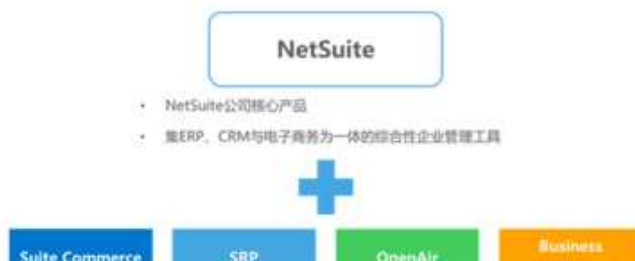 NetSuite
• NetSuite公司核心产品
• 集ERP、CRM与电子商务为一体的综合性企业管理工具
Suite Commerce
SRP
OpenAir
Business